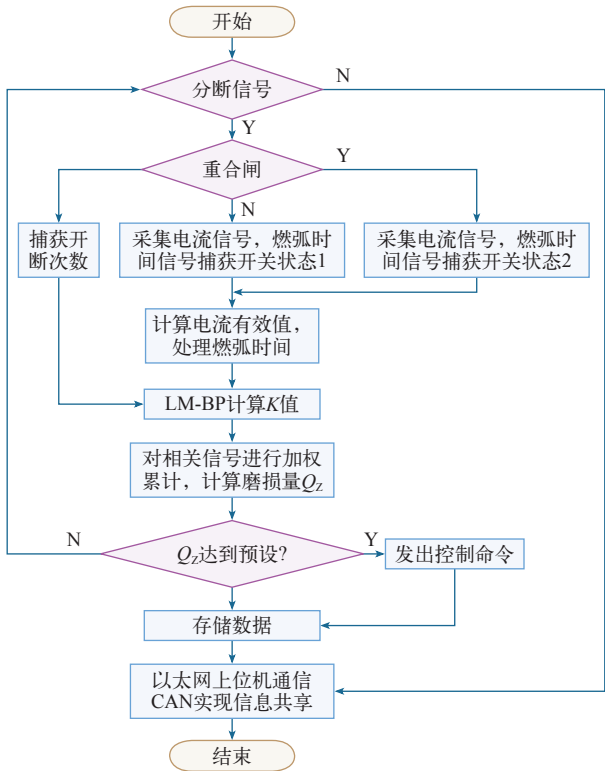 开始
分断信号
N
Y
重合闸
Y
N
捕获开
断次数
采集电流信号，燃弧时
间信号捕获开关状态1
采集电流信号，燃弧时
间信号捕获开关状态2
计算电流有效值，
处理燃弧时间
LM-BP计算K值
对相关信号进行加权
累计，计算磨损量QZ
N
QZ达到预设？
Y
发出控制命令
存储数据
以太网上位机通信
CAN实现信息共享
结束